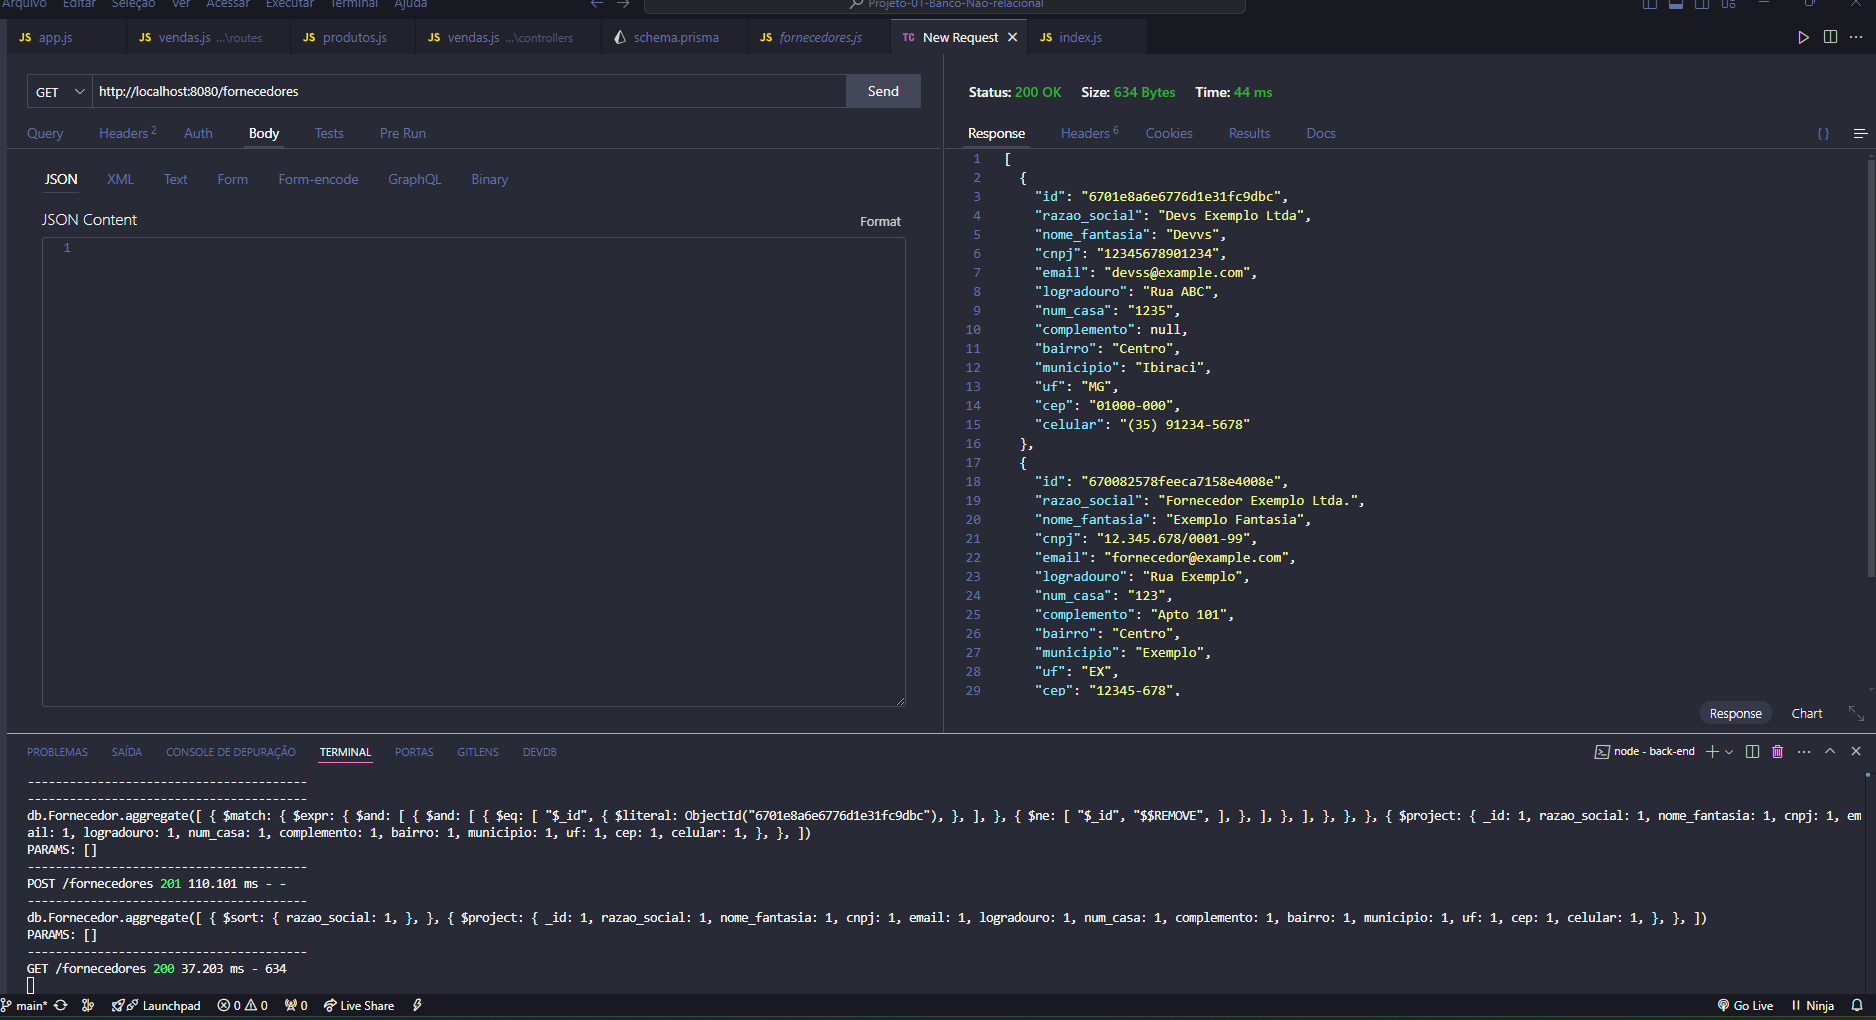 Arquivo Editar Seleção Ver Acessar Executar Terminal Ajuda Projeto-01-Banco-Não-relacional
JS app.js JS vendas.js ...\routes JS produtos.js JS vendas.js ...\controllers schema.prisma JS fornecedores.js TC New Request JS index.js
GET http://localhost:8080/fornecedores Send
Query Headers 2 Auth Body Tests Pre Run
JSON XML Text Form Form-encode GraphQL Binary
JSON Content Format
1
Status: 200 OK Size: 634 Bytes Time: 44 ms
Response Headers 6 Cookies Results Docs {}
1 [
2 {
3 "id": "6701e8a6e6776d1e31fc9dbc",
4 "razao_social": "Devs Exemplo Ltda",
5 "nome_fantasia": "Devvs",
6 "cnpj": "12345678901234",
7 "email": "devss@example.com",
8 "logradouro": "Rua ABC",
9 "num_casa": "1235",
10 "complemento": null,
11 "bairro": "Centro",
12 "municipio": "Ibiraci",
13 "uf": "MG",
14 "cep": "01000-000",
15 "celular": "(35) 91234-5678"
16 },
17 {
18 "id": "670082578feeca7158e4008e",
19 "razao_social": "Fornecedor Exemplo Ltda.",
20 "nome_fantasia": "Exemplo Fantasia",
21 "cnpj": "12.345.678/0001-99",
22 "email": "fornecedor@example.com",
23 "logradouro": "Rua Exemplo",
24 "num_casa": "123",
25 "complemento": "Apto 101",
26 "bairro": "Centro",
27 "municipio": "Exemplo",
28 "uf": "EX",
29 "cep": "12345-678",
Response Chart
PROBLEMAS SAÍDA CONSOLE DE DEPURAÇÃO TERMINAL PORTAS GITLENS DEVDB node - back-end
----------------------------------------
----------------------------------------
db.Fornecedor.aggregate([ { $match: { $expr: { $and: [ { $and: [ { $eq: [ "$_id", { $literal: ObjectId("6701e8a6e6776d1e31fc9dbc"), }, ], }, { $ne: [ "$_id", "$$REMOVE", ], }, ], }, ], }, }, }, { $project: { _id: 1, razao_social: 1, nome_fantasia: 1, cnpj: 1, em
ail: 1, logradouro: 1, num_casa: 1, complemento: 1, bairro: 1, municipio: 1, uf: 1, cep: 1, celular: 1, }, }, ])
PARAMS: []
----------------------------------------
POST /fornecedores 201 110.101 ms - -
----------------------------------------
db.Fornecedor.aggregate([ { $sort: { razao_social: 1, }, }, { $project: { _id: 1, razao_social: 1, nome_fantasia: 1, cnpj: 1, email: 1, logradouro: 1, num_casa: 1, complemento: 1, bairro: 1, municipio: 1, uf: 1, cep: 1, celular: 1, }, }, ])
PARAMS: []
----------------------------------------
GET /fornecedores 200 37.203 ms - 634
main* Launchpad 0 0 0 Live Share Go Live Ninja